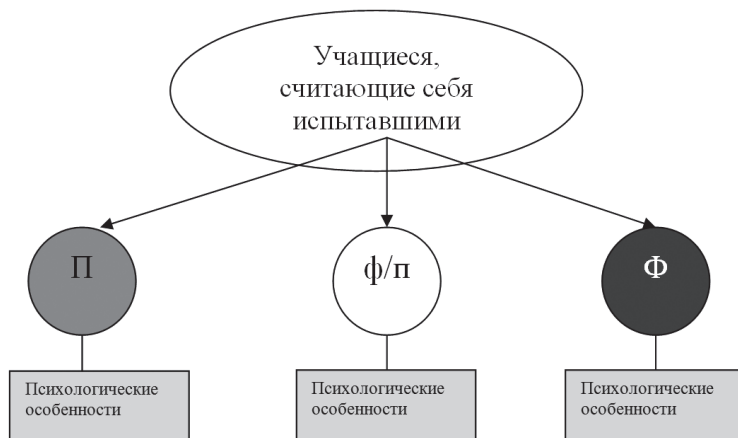 Учащиеся,
считающие себя
испытавшими
П
ф/п
Ф
Психологические
особенности
Психологические
особенности
Психологические
особенности